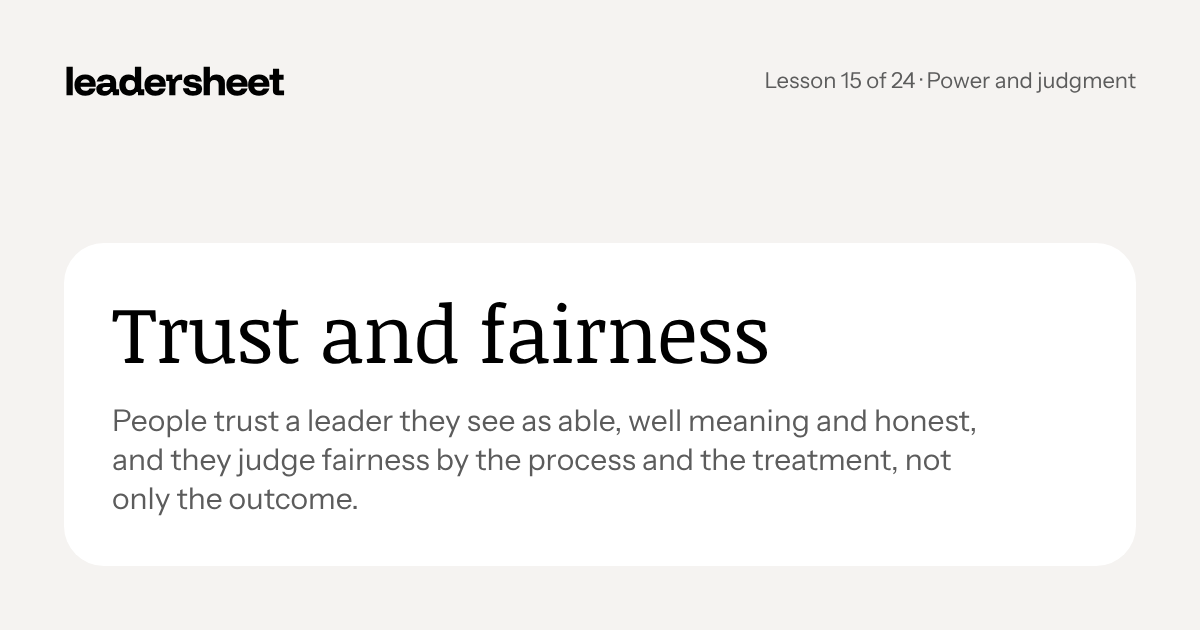 leadersheet
Lesson 15 of 24 · Power and judgment
Trust and fairness
People trust a leader they see as able, well meaning and honest,
and they judge fairness by the process and the treatment, not
only the outcome.